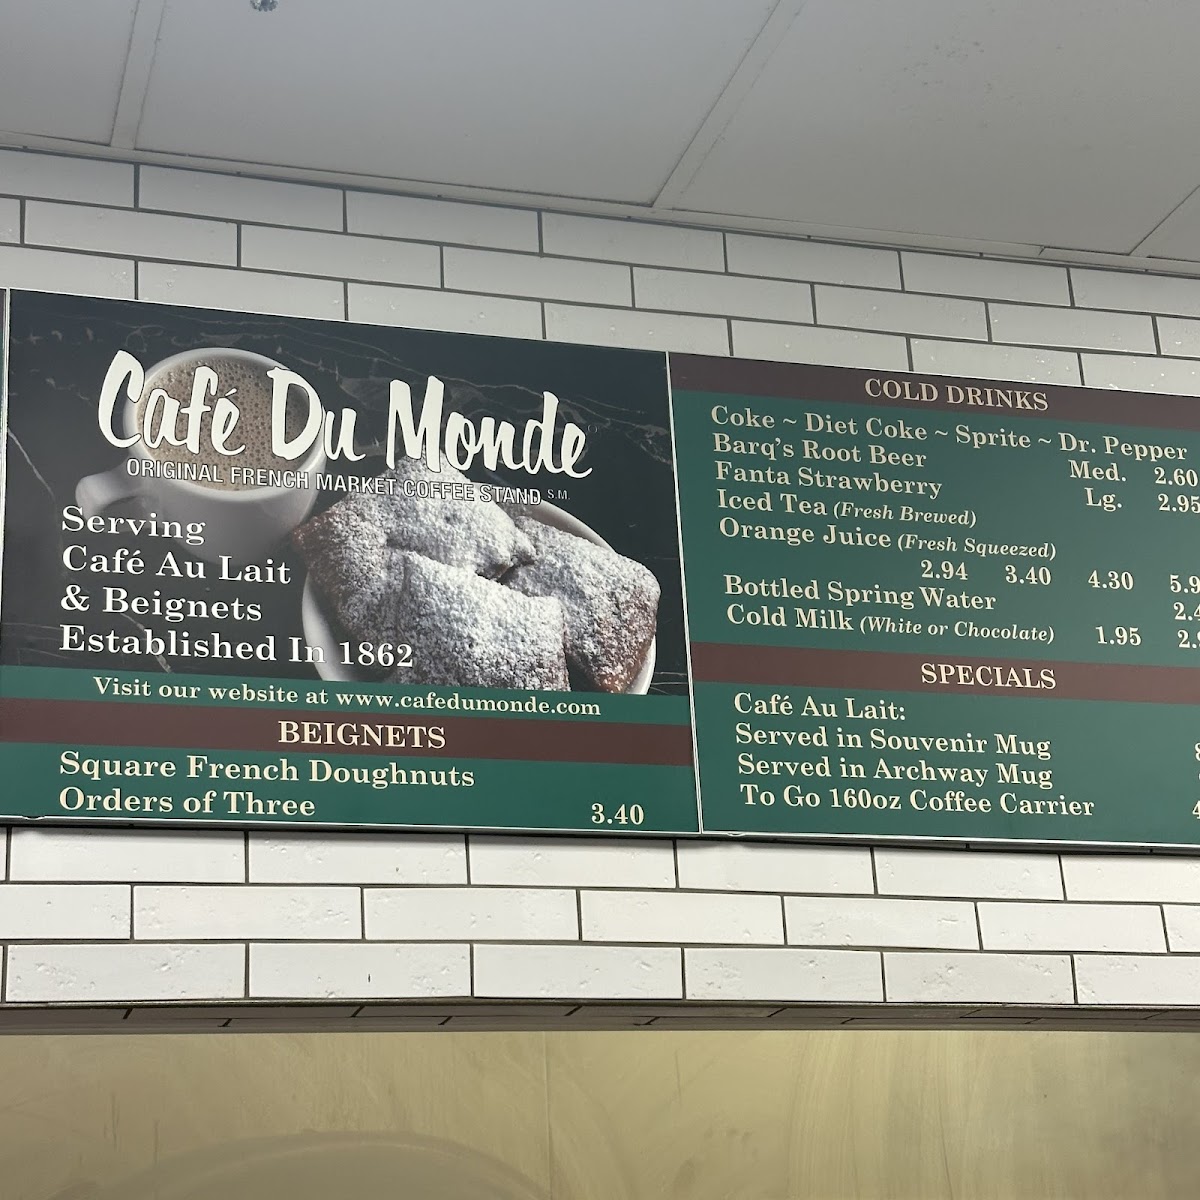 Café Du Monde
ORIGINAL FRENCH MARKET COFFEE STAND S.M.
Serving
Café Au Lait
& Beignets
Established In 1862
Visit our website at www.cafedumonde.com
BEIGNETS
Square French Doughnuts
Orders of Three 3.40
COLD DRINKS
Coke ~ Diet Coke ~ Sprite ~ Dr. Pepper
Barq's Root Beer Med. 2.60
Fanta Strawberry Lg. 2.95
Iced Tea (Fresh Brewed)
Orange Juice (Fresh Squeezed)
2.94 3.40 4.30
Bottled Spring Water
Cold Milk (White or Chocolate) 1.95
SPECIALS
Café Au Lait:
Served in Souvenir Mug
Served in Archway Mug
To Go 160oz Coffee Carrier